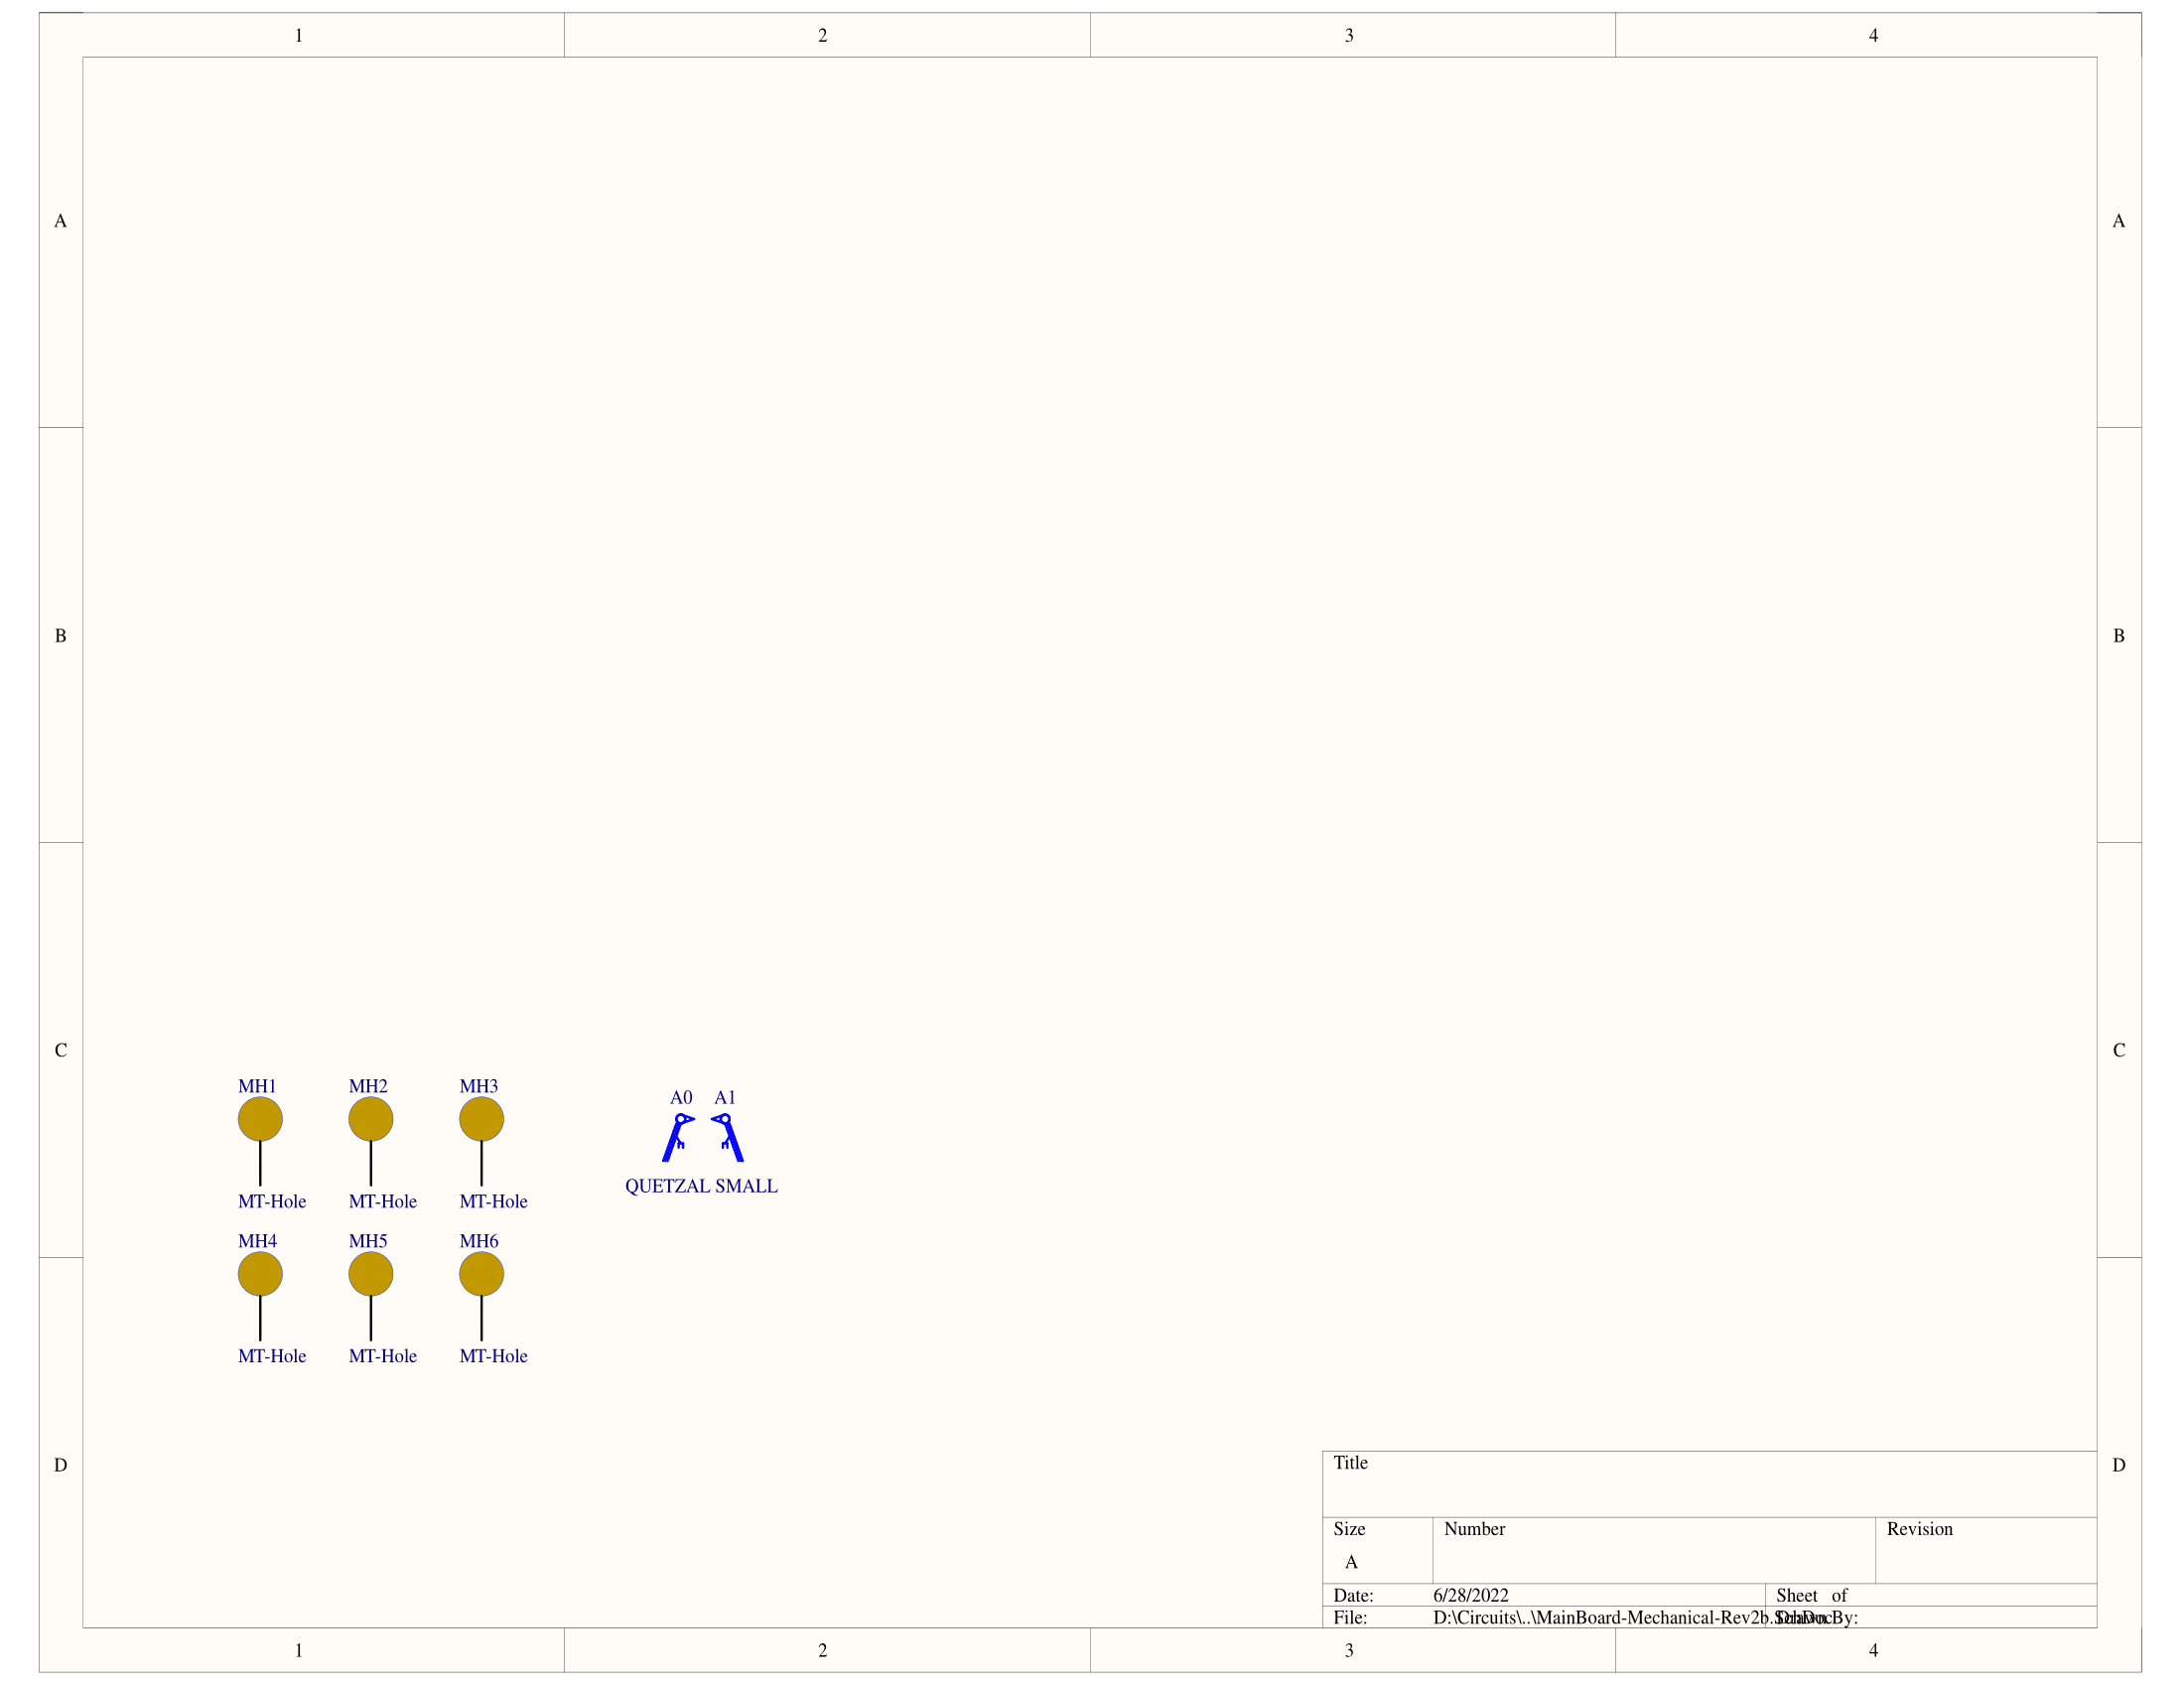 1 2 3 4
A A
B B
C C
MH1 MH2 MH3
A0 A1
QUETZAL SMALL
MT-Hole MT-Hole MT-Hole
MH4 MH5 MH6
MT-Hole MT-Hole MT-Hole
D D
Title
Size Number Revision
A
Date: 6/28/2022 Sheet of
File: D:\Circuits\..\MainBoard-Mechanical-Rev2b.SchDoc Drawn By:
1 2 3 4